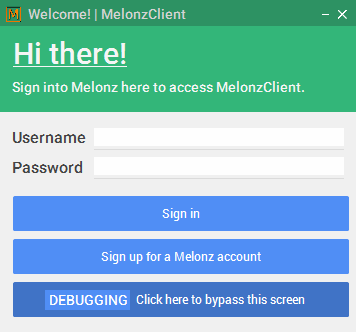 M Welcome! | MelonzClient
Hi there!
Sign into Melonz here to access MelonzClient.
Username
Password
Sign in
Sign up for a Melonz account
DEBUGGING Click here to bypass this screen